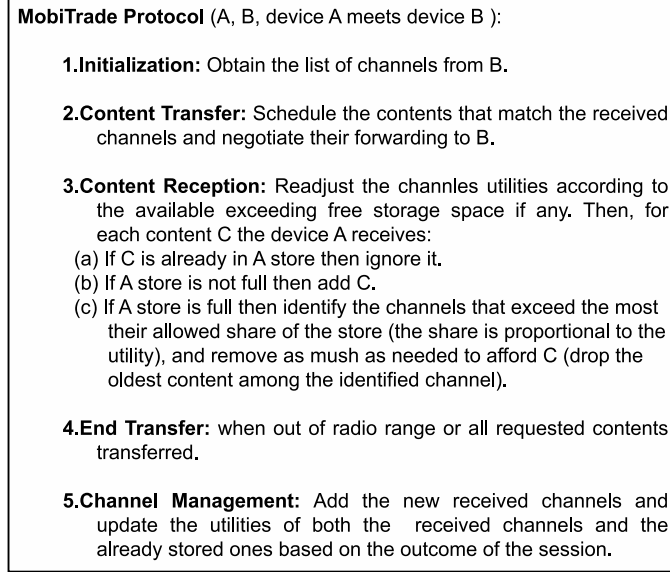 MobiTrade Protocol (A, B, device A meets device B ):
1.Initialization: Obtain the list of channels from B.
2.Content Transfer: Schedule the contents that match the received
channels and negotiate their forwarding to B.
3.Content Reception: Readjust the channles utilities according to
the available exceeding free storage space if any. Then, for
each content C the device A receives:
(a) If C is already in A store then ignore it.
(b) If A store is not full then add C.
(c) If A store is full then identify the channels that exceed the most
their allowed share of the store (the share is proportional to the
utility), and remove as mush as needed to afford C (drop the
oldest content among the identified channel).
4.End Transfer: when out of radio range or all requested contents
transferred.
5.Channel Management: Add the new received channels and
update the utilities of both the received channels and the
already stored ones based on the outcome of the session.